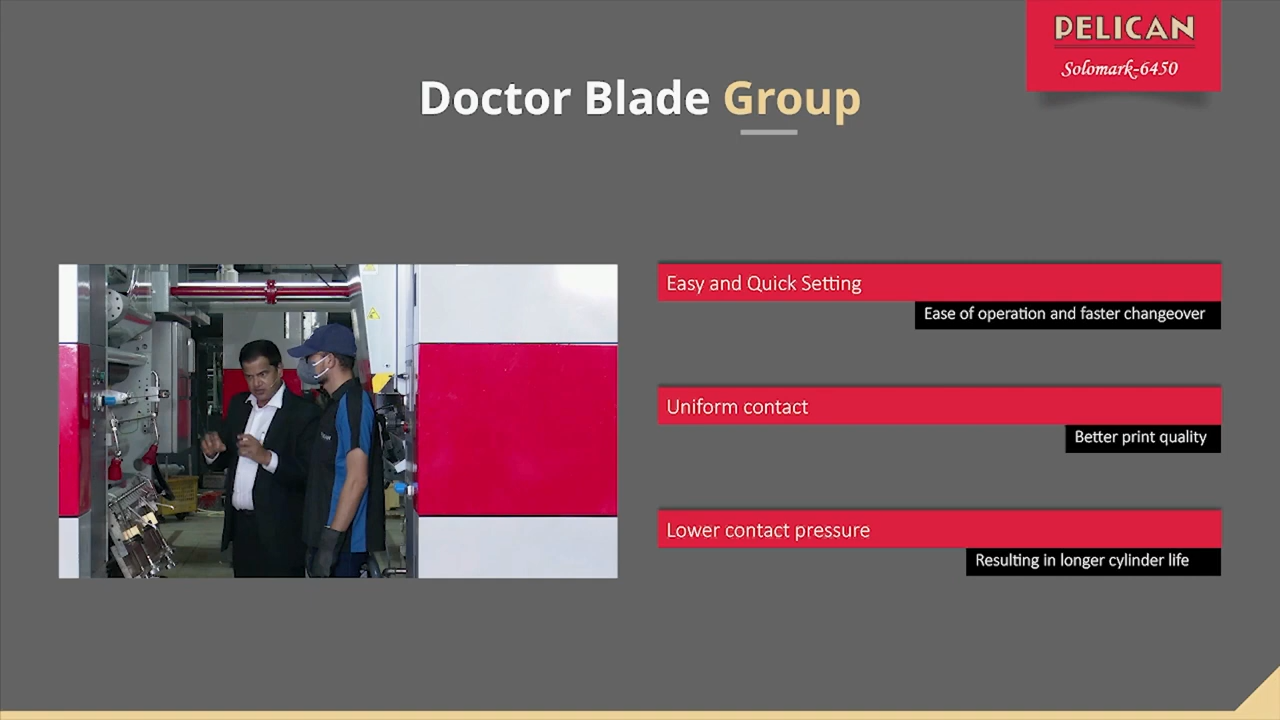 PELICAN
Solomark-6450
Doctor Blade Group
Easy and Quick Setting
Ease of operation and faster changeover
Uniform contact
Better print quality
Lower contact pressure
Resulting in longer cylinder life